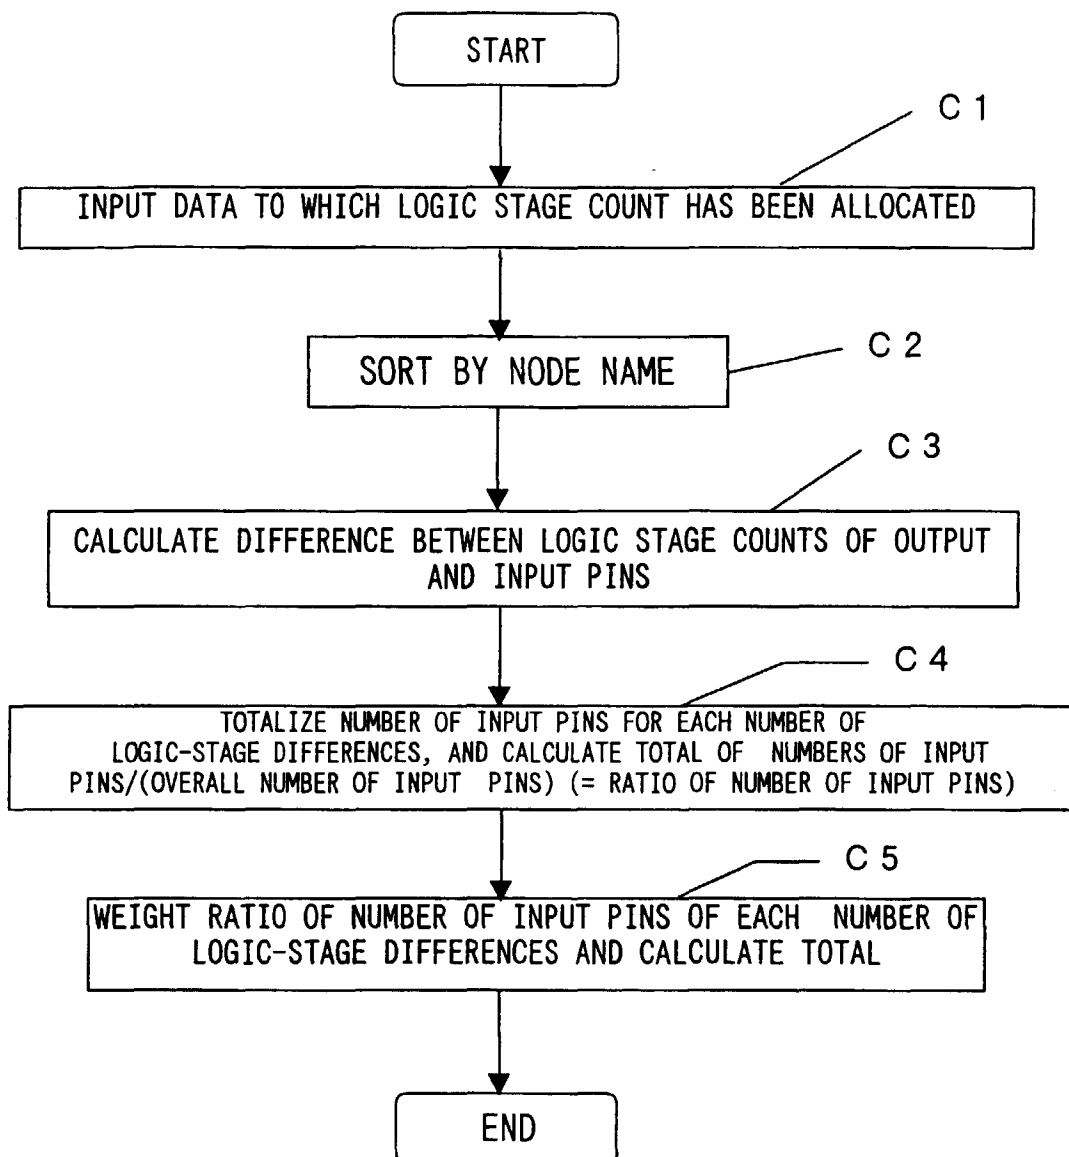 START
C 1
INPUT DATA TO WHICH LOGIC STAGE COUNT HAS BEEN ALLOCATED
C 2
SORT BY NODE NAME
C 3
CALCULATE DIFFERENCE BETWEEN LOGIC STAGE COUNTS OF OUTPUT
AND INPUT PINS
C 4
TOTALIZE NUMBER OF INPUT PINS FOR EACH NUMBER OF
LOGIC-STAGE DIFFERENCES, AND CALCULATE TOTAL OF NUMBERS OF INPUT
PINS/(OVERALL NUMBER OF INPUT PINS) (= RATIO OF NUMBER OF INPUT PINS)
C 5
WEIGHT RATIO OF NUMBER OF INPUT PINS OF EACH NUMBER OF
LOGIC-STAGE DIFFERENCES AND CALCULATE TOTAL
END